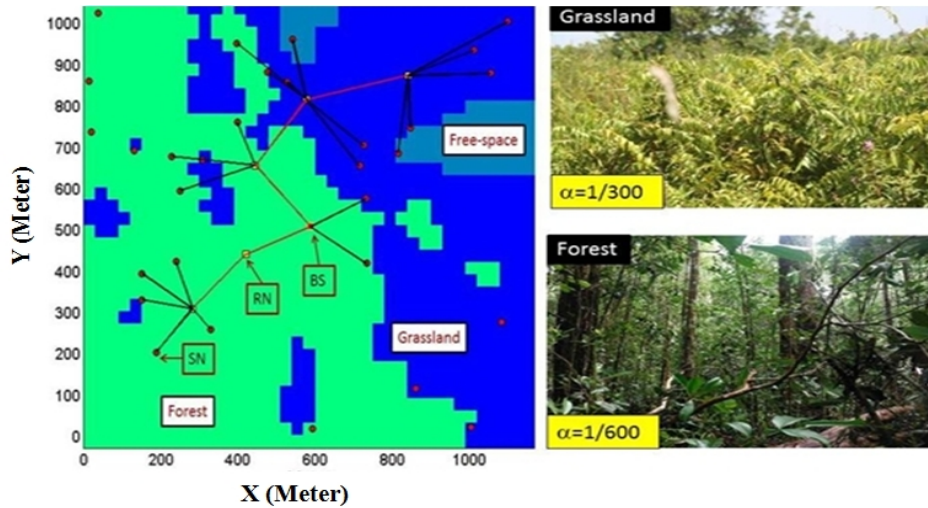 1000
900
800
700
600
500
400
300
200
100
0
Y (Meter)
0
200
400
600
800
1000
X (Meter)
Free-space
BS
RN
SN
Grassland
Forest
Grassland
α=1/300
Forest
α=1/600